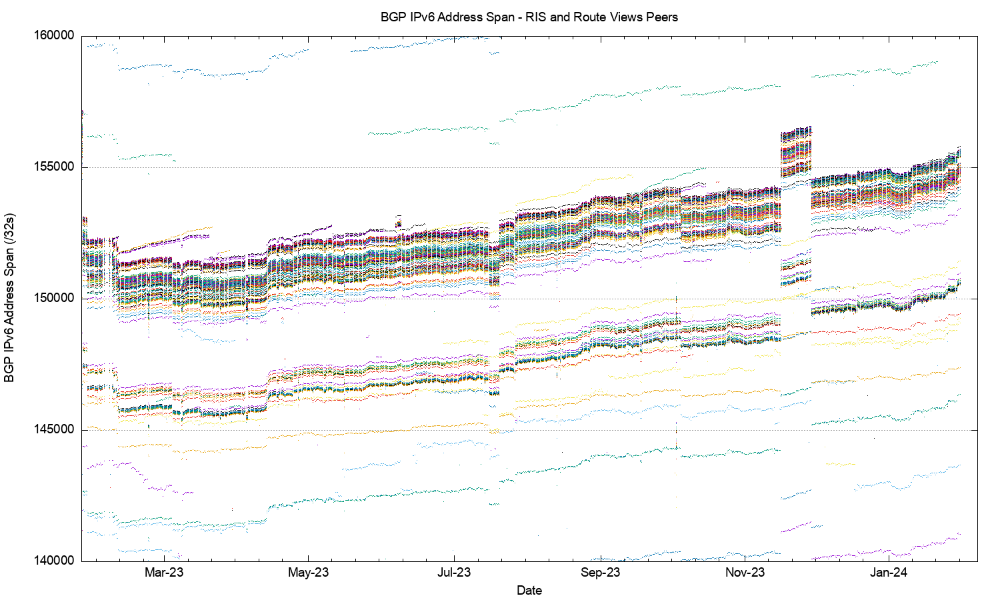 BGP IPv6 Address Span - RIS and Route Views Peers
160000
155000
150000
145000
140000
BGP IPv6 Address Span (/32s)
Mar-23 May-23 Jul-23 Sep-23 Nov-23 Jan-24
Date